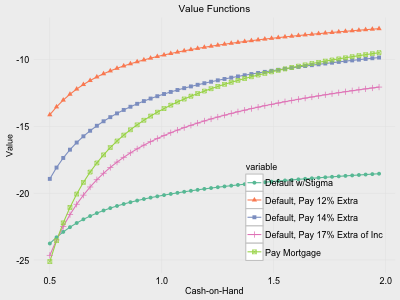 Value Functions
-10
-15
-20
-25
Value
variable
Default w/Stigma
Default, Pay 12% Extra
Default, Pay 14% Extra
Default, Pay 17% Extra of Inc
Pay Mortgage
0.5
1.0
1.5
2.0
Cash-on-Hand